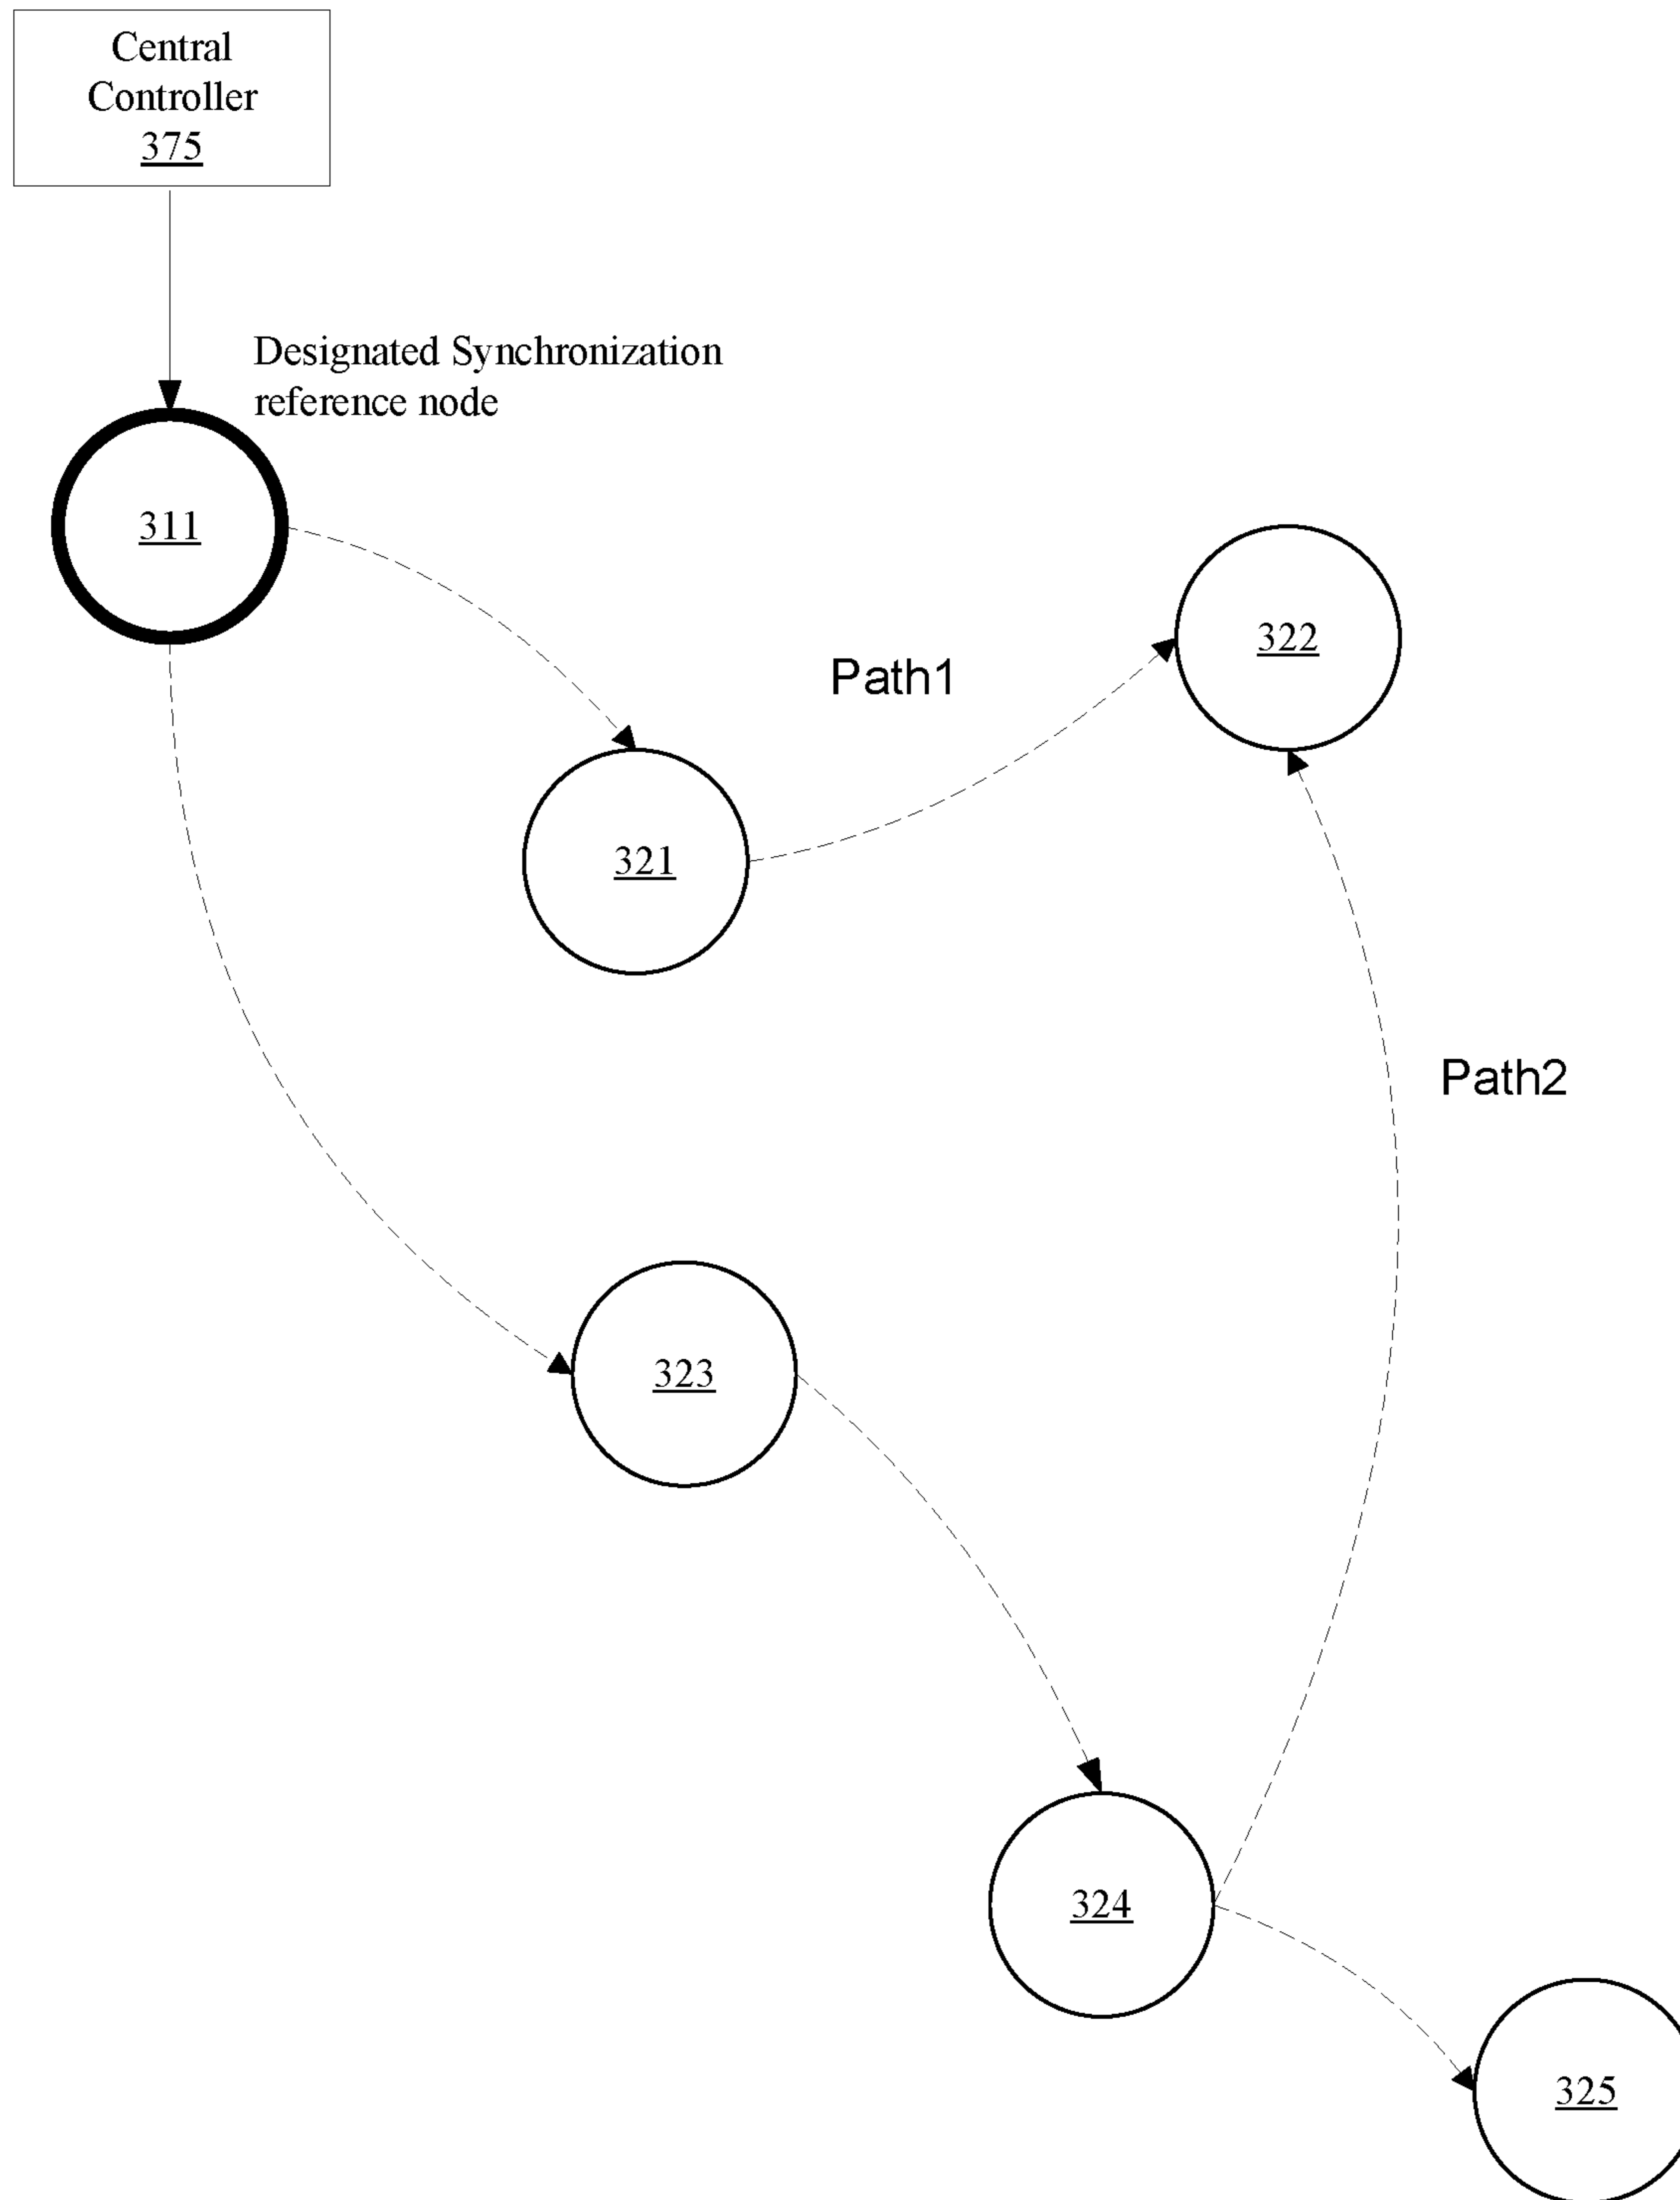 Central
Controller
375
Designated Synchronization
reference node
311
322
Path1
321
Path2
323
324
325